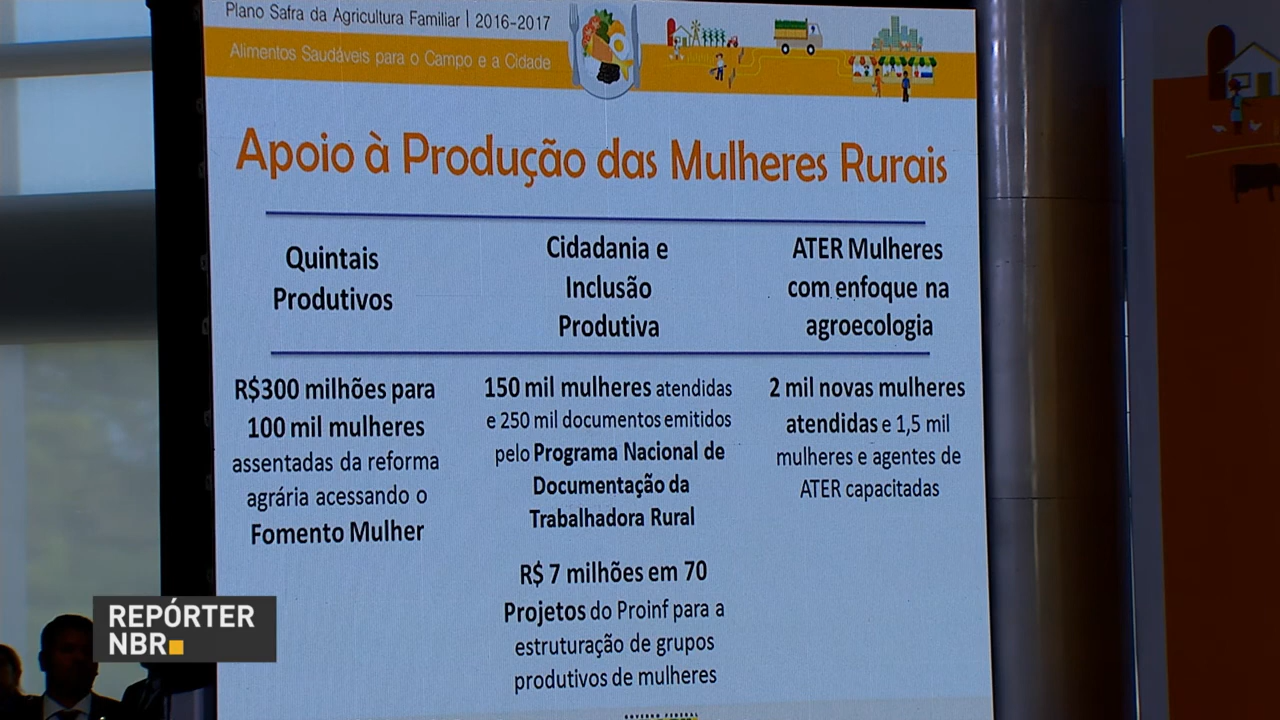 Plano Safra da Agricultura Familiar | 2016-2017
Alimentos Saudáveis para o Campo e a Cidade
Apoio à Produção das Mulheres Rurais
Quintais
Produtivos
Cidadania e
Inclusão
Produtiva
ATER Mulheres
com enfoque na
agroecologia
R$300 milhões para
100 mil mulheres
assentadas da reforma
agrária acessando o
Fomento Mulher
150 mil mulheres atendidas
e 250 mil documentos emitidos
pelo Programa Nacional de
Documentação da
Trabalhadora Rural
R$ 7 milhões em 70
Projetos do Proinf para a
estruturação de grupos
produtivos de mulheres
2 mil novas mulheres
atendidas e 1,5 mil
mulheres e agentes de
ATER capacitadas
REPÓRTER
NBR
GOVERNO FEDERAL